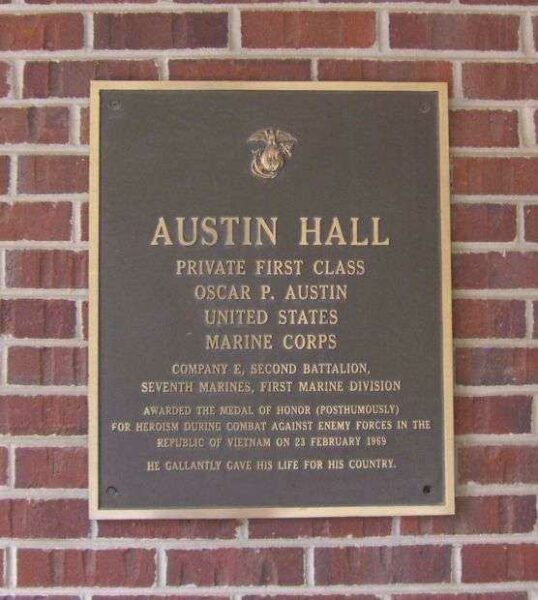 AUSTIN HALL
PRIVATE FIRST CLASS
OSCAR P. AUSTIN
UNITED STATES
MARINE CORPS
COMPANY E, SECOND BATTALION,
SEVENTH MARINES, FIRST MARINE DIVISION
AWARDED THE MEDAL OF HONOR (POSTHUMOUSLY)
FOR HEROISM DURING COMBAT AGAINST ENEMY FORCES IN THE
REPUBLIC OF VIETNAM ON 23 FEBRUARY 1969
HE GALLANTLY GAVE HIS LIFE FOR HIS COUNTRY.